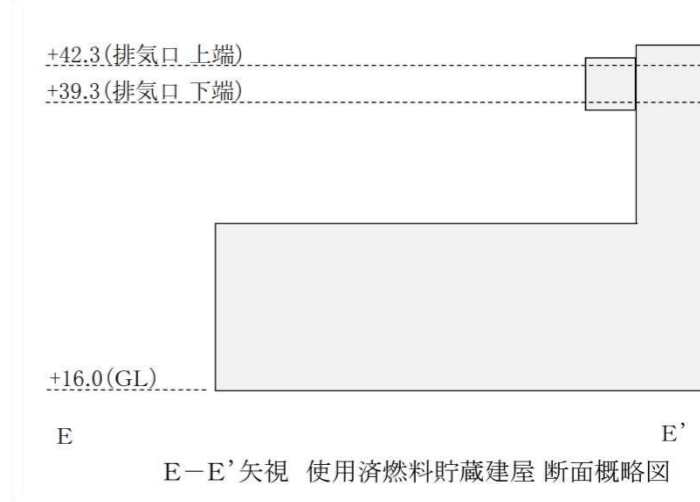 +42.3(排気口 上端)
+39.3(排気口 下端)
+16.0(GL)
E
E’
E－E’矢視 使用済燃料貯蔵建屋 断面概略図